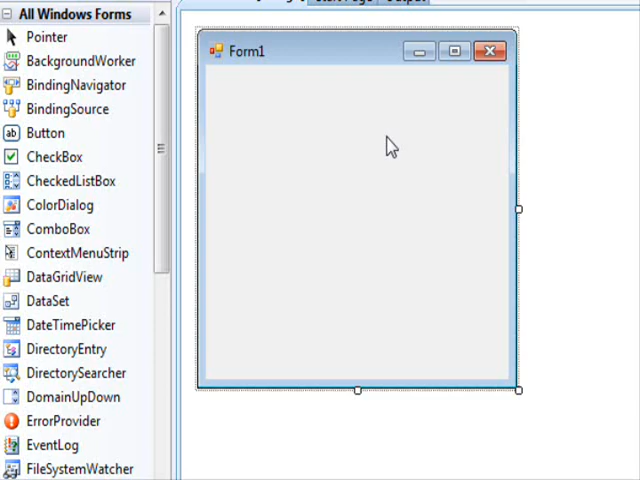 All Windows Forms
Pointer
BackgroundWorker
BindingNavigator
BindingSource
Button
CheckBox
CheckedListBox
ColorDialog
ComboBox
ContextMenuStrip
DataGridView
DataSet
DateTimePicker
DirectoryEntry
DirectorySearcher
DomainUpDown
ErrorProvider
EventLog
FileSystemWatcher
Form1
ab